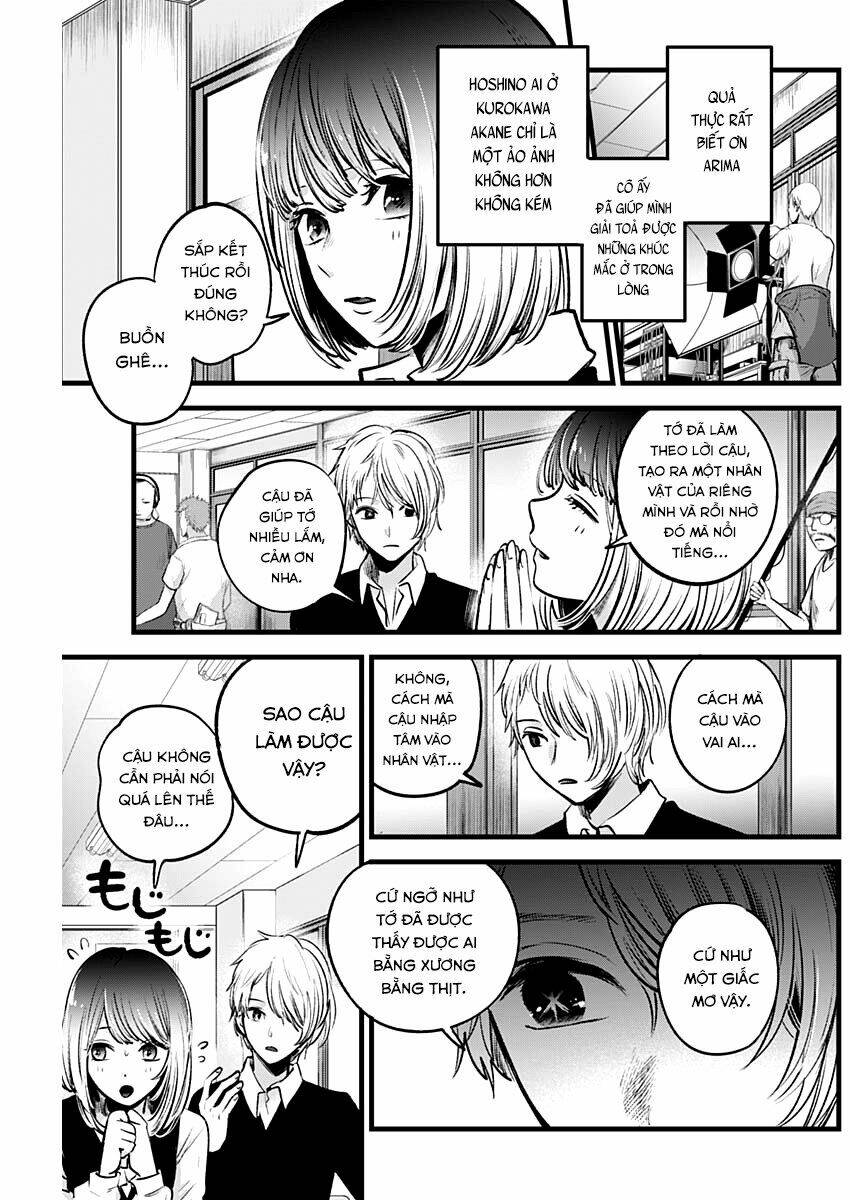 QUẢ
THỰC RẤT
BIẾT ƠN
ARIMA
CÔ ẤY
ĐÃ GIÚP MÌNH
GIẢI TOẢ ĐƯỢC
NHỮNG KHÚC
MẮC Ở TRONG
LÒNG
HOSHINO AI Ở
KUROKAWA
AKANE CHỈ LÀ
MỘT ẢO ẢNH
KHÔNG HƠN
KHÔNG KÉM
SẮP KẾT
THÚC RỒI
ĐÚNG
KHÔNG?
BUỒN
GHÊ...
TỚ ĐÃ LÀM
THEO LỜI CẬU,
TẠO RA MỘT NHÂN
VẬT CỦA RIÊNG
MÌNH VÀ RỒI NHỜ
ĐÓ MÀ NỔI
TIẾNG...
CẬU ĐÃ
GIÚP TỚ
NHIỀU LẮM,
CẢM ƠN
NHA.
CÁCH MÀ
CẬU VÀO
VAI AI...
KHÔNG,
CÁCH MÀ
CẬU NHẬP
TÂM VÀO
NHÂN VẬT...
CỨ NHƯ
MỘT GIẤC
MƠ VẬY.
CỨ NGỠ NHƯ
TỚ ĐÃ ĐƯỢC
THẤY ĐƯỢC AI
BẰNG XƯƠNG
BẰNG THỊT.
SAO CẬU
LÀM ĐƯỢC
VẬY?
CẬU KHÔNG
CẦN PHẢI NÓI
QUÁ LÊN THẾ
ĐÂU...
もじ
もじ